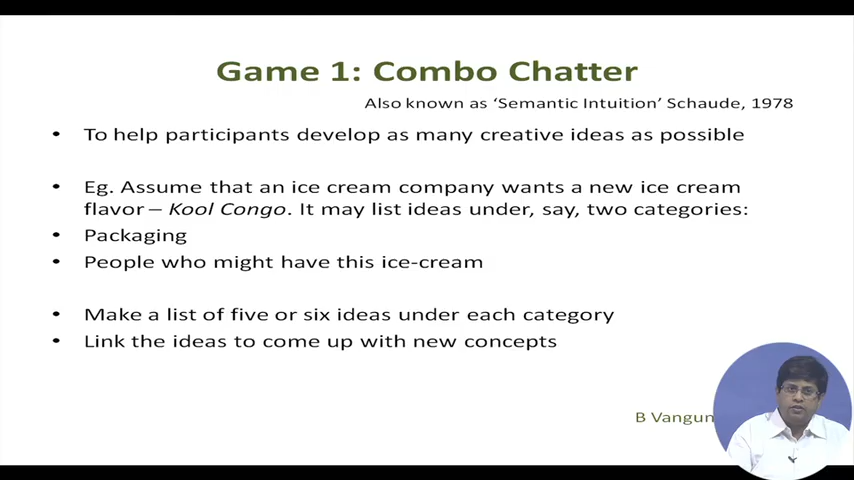 Game 1: Combo Chatter
Also known as ‘Semantic Intuition’ Schaude, 1978
• To help participants develop as many creative ideas as possible
• Eg. Assume that an ice cream company wants a new ice cream
flavor – Kool Congo. It may list ideas under, say, two categories:
• Packaging
• People who might have this ice-cream
• Make a list of five or six ideas under each category
• Link the ideas to come up with new concepts
B